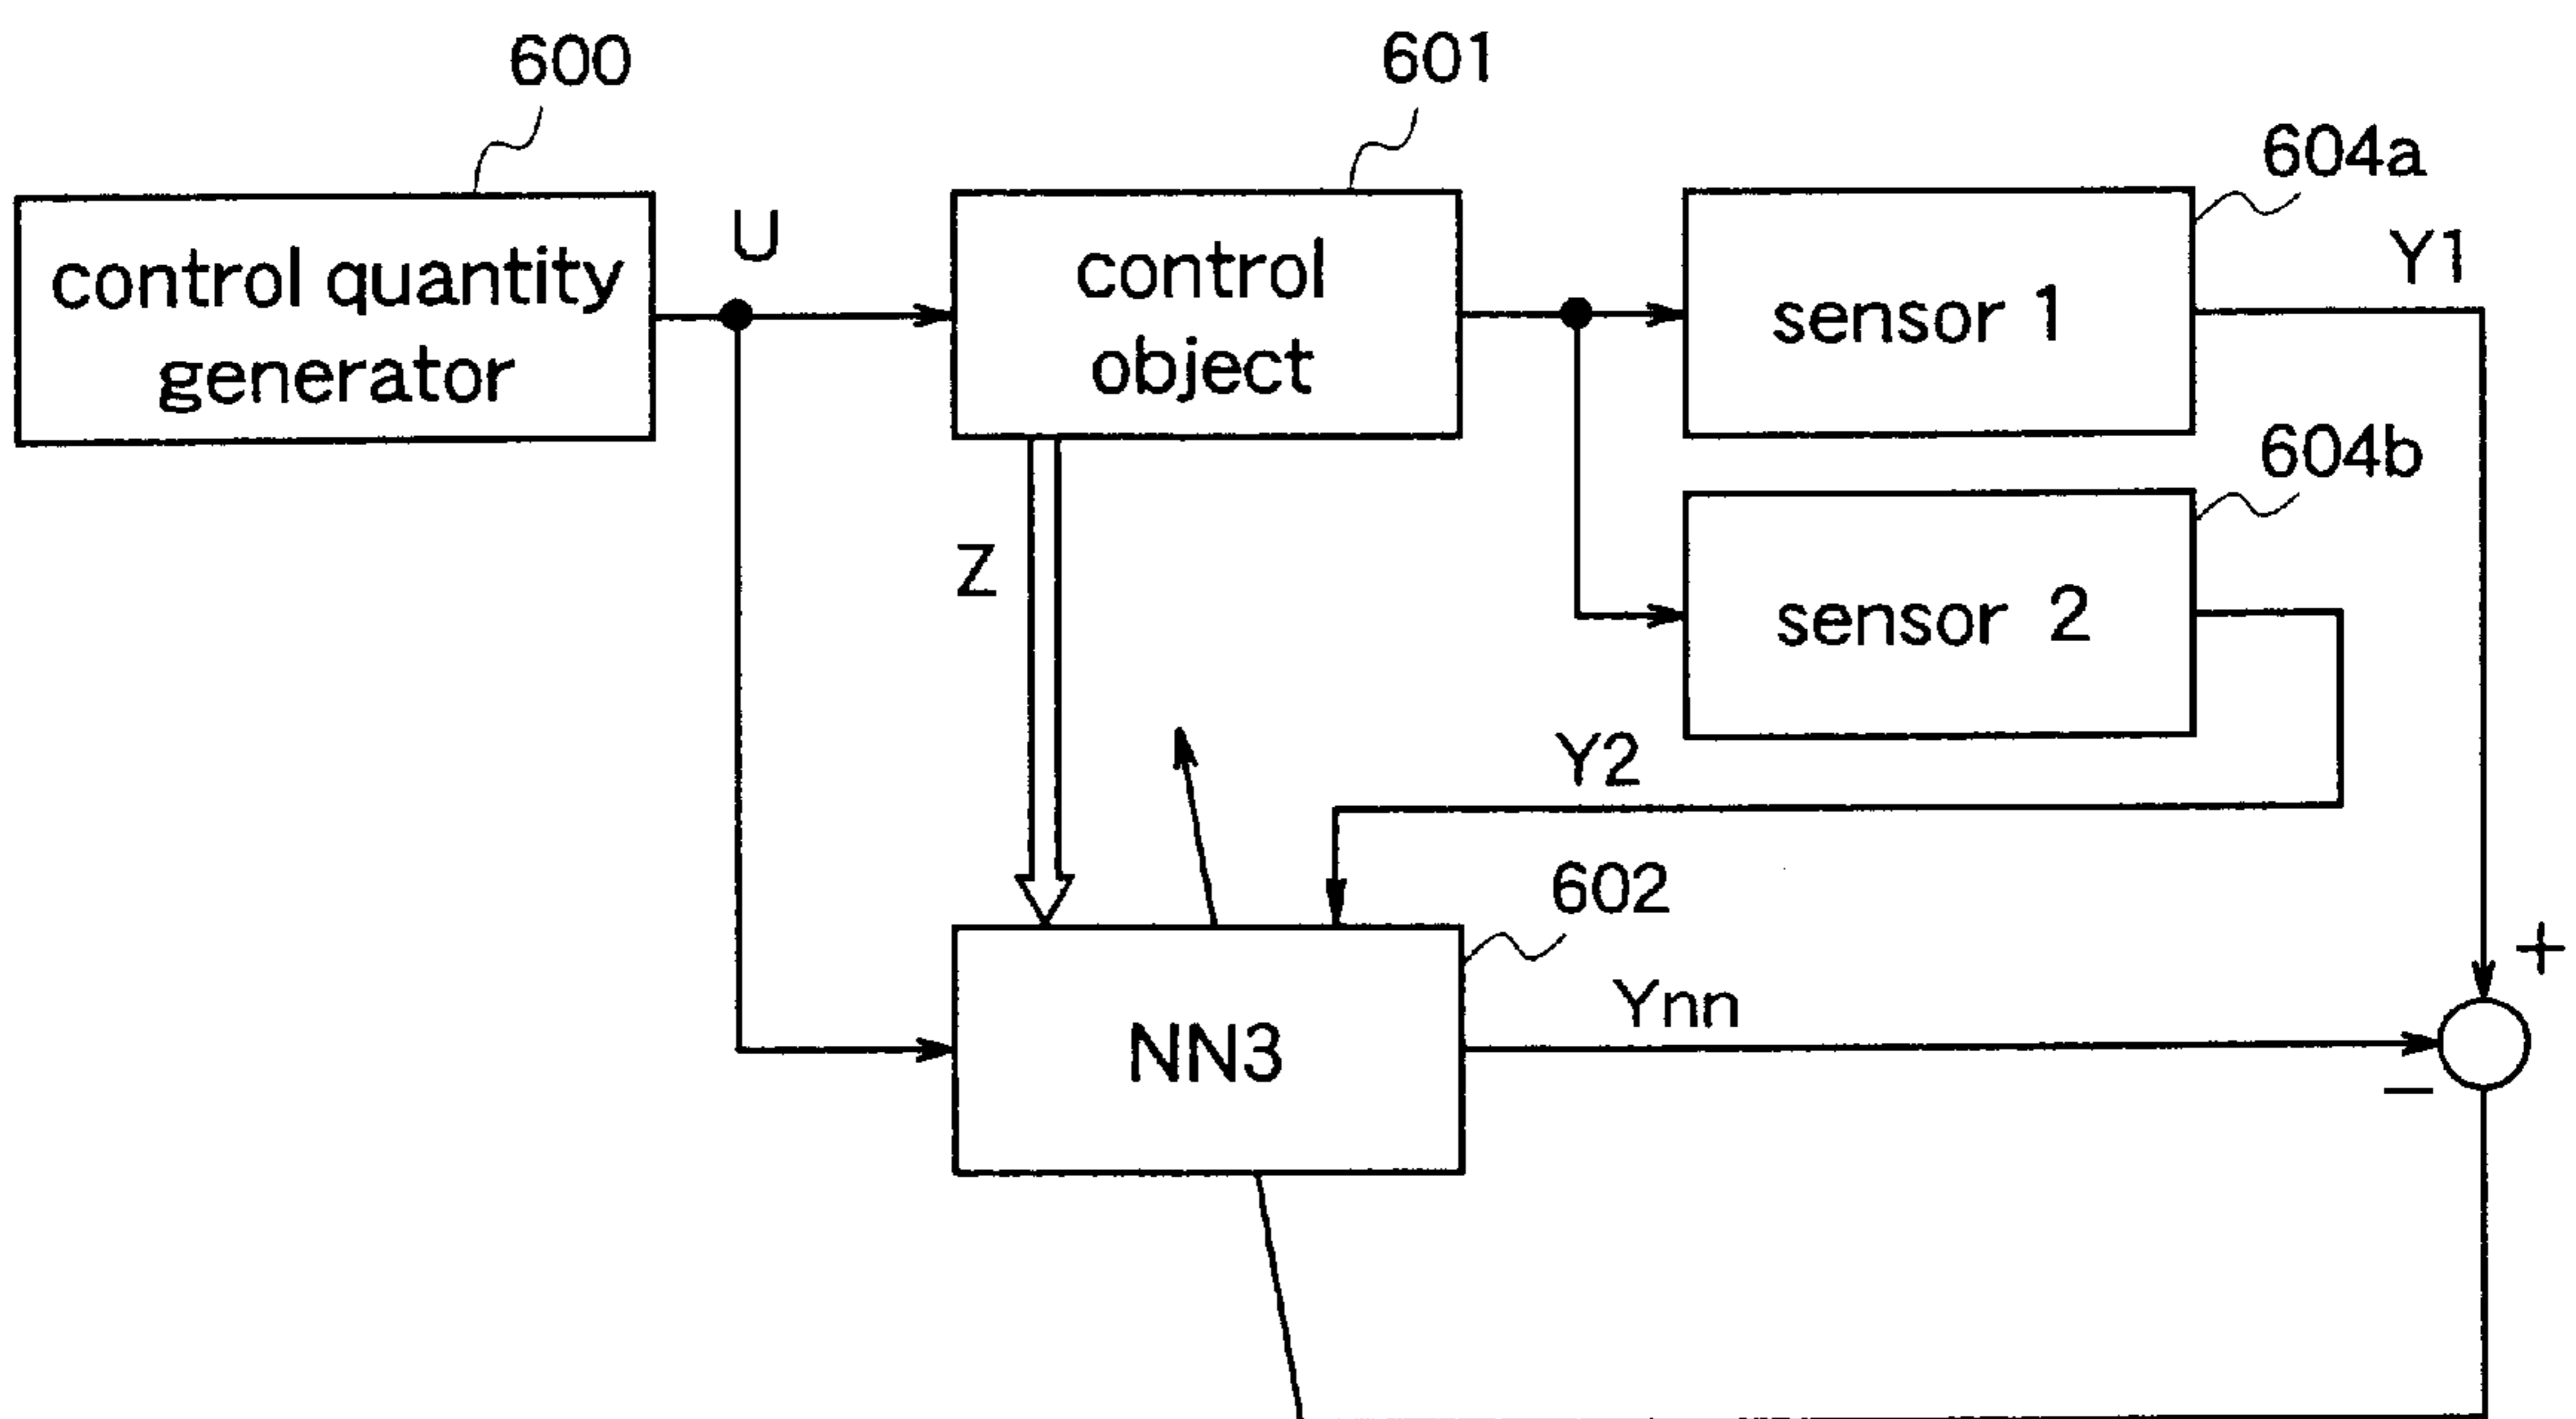 600
601
604a
control quantity
generator
U
control
object
sensor 1
Y1
604b
Z
sensor 2
Y2
602
NN3
Ynn
+
−